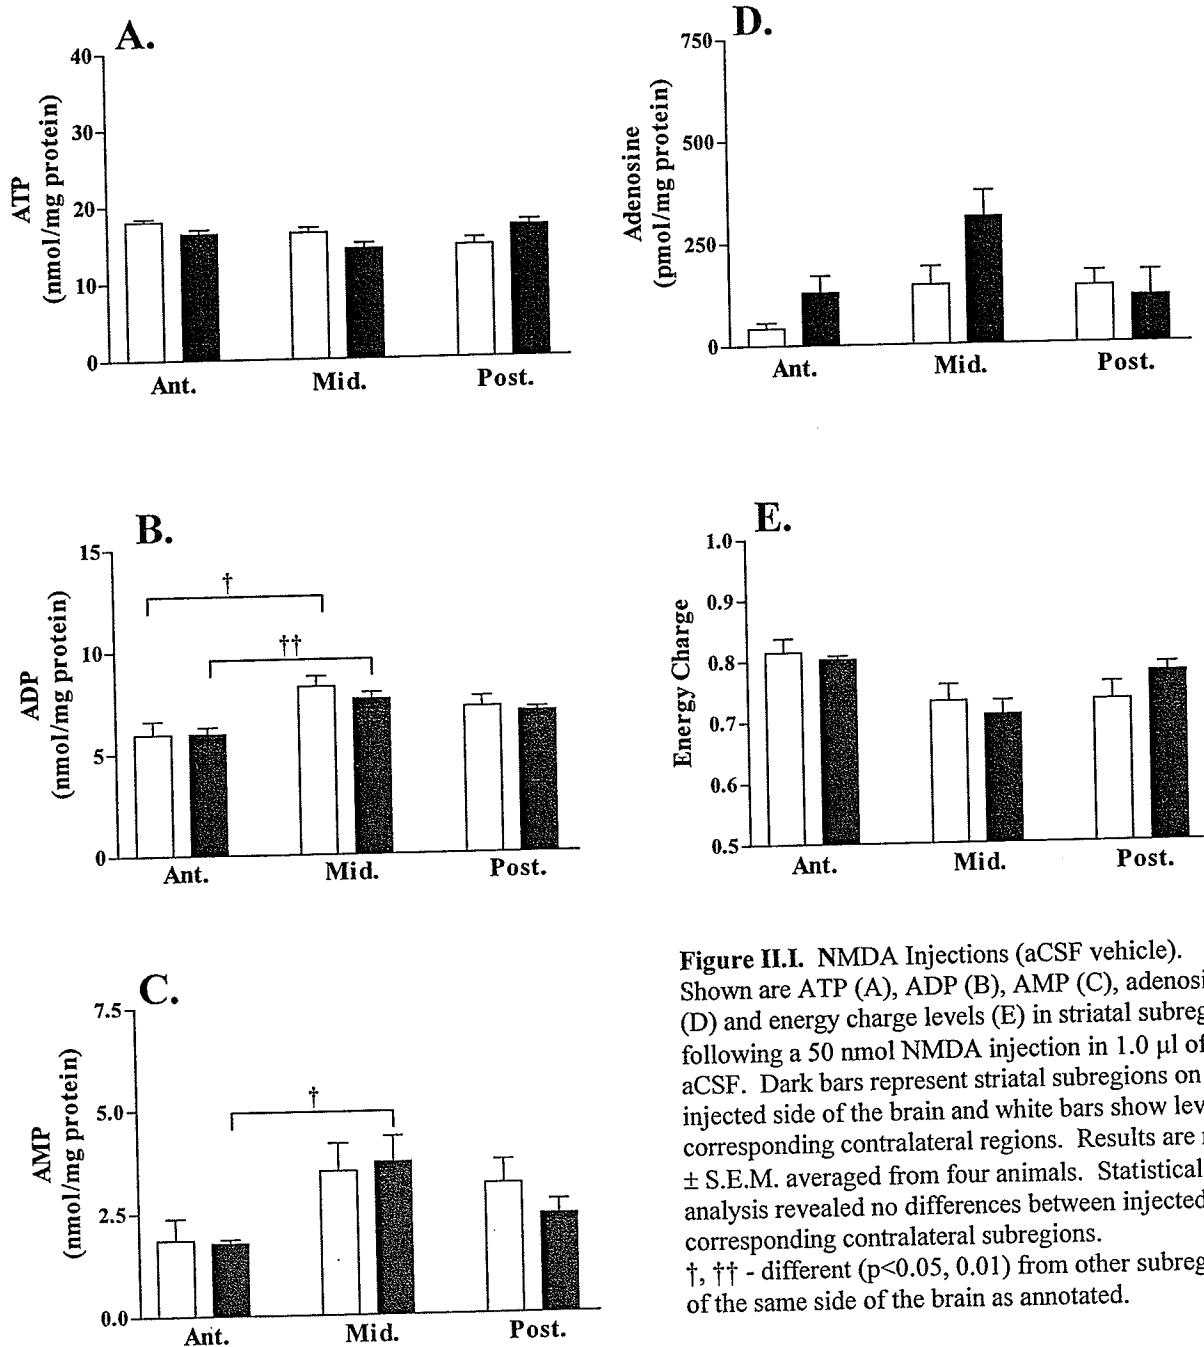 A.
40
30
20
10
0
ATP
(nmol/mg protein)
Ant. Mid. Post.
D.
750
500
250
0
Adenosine
(pmol/mg protein)
Ant. Mid. Post.
B.
15
10
5
0
ADP
(nmol/mg protein)
†
††
Ant. Mid. Post.
E.
1.0
0.9
0.8
0.7
0.6
0.5
Energy Charge
Ant. Mid. Post.
C.
7.5
5.0
2.5
0.0
AMP
(nmol/mg protein)
†
Ant. Mid. Post.
Figure II.I. NMDA Injections (aCSF vehicle).
Shown are ATP (A), ADP (B), AMP (C), adenosi
(D) and energy charge levels (E) in striatal subreg
following a 50 nmol NMDA injection in 1.0 µl of
aCSF. Dark bars represent striatal subregions on
injected side of the brain and white bars show lev
corresponding contralateral regions. Results are
± S.E.M. averaged from four animals. Statistical
analysis revealed no differences between injected
corresponding contralateral subregions.
†, †† - different (p<0.05, 0.01) from other subreg
of the same side of the brain as annotated.